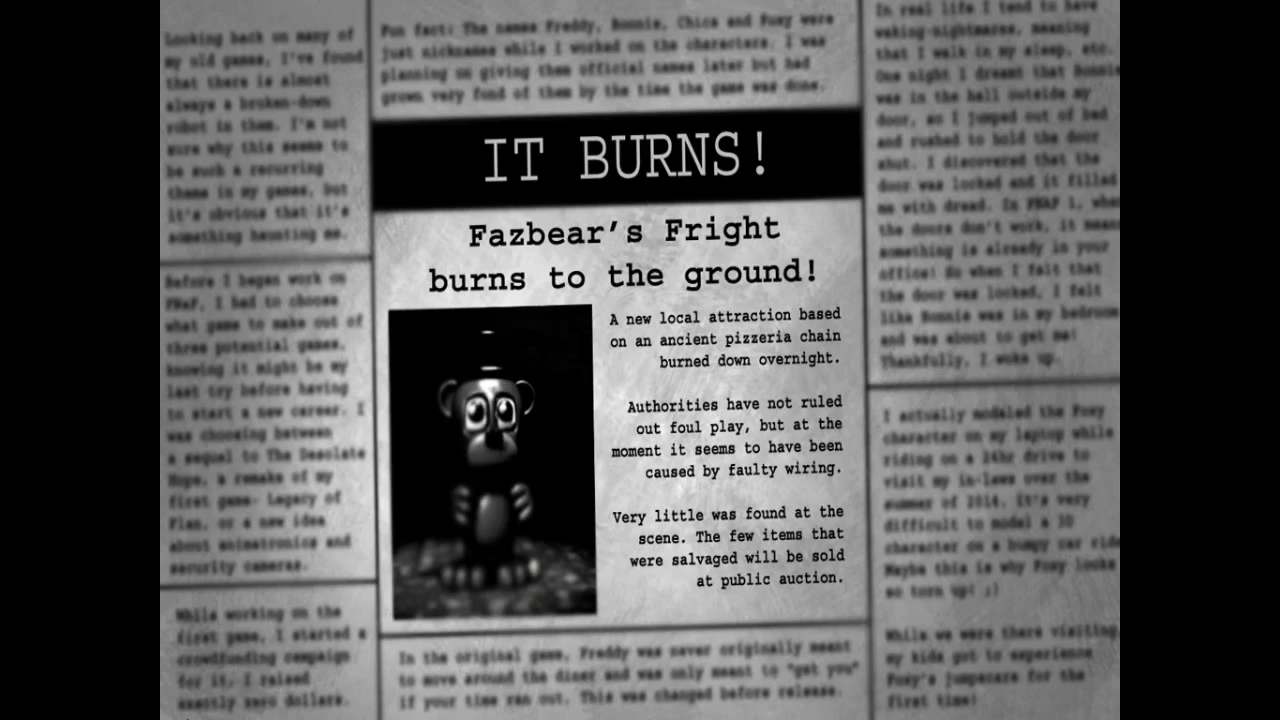 Looking back on many of
my old games, I've found
that there is almost
always a broken-down
robot in them. I'm not
sure why this seems to
be such a recurring
theme in my games, but
it's obvious that it's
something haunting me.
Before I began work on
FNaF, I had to choose
what game to make out of
three potential games,
knowing it might be my
last try before having
to start a new career. I
was choosing between
a sequel to The Desolate
Hope, a remake of my
first game- Legacy of
Flan, or a new idea
about animatronics and
security cameras.
While working on the
first game, I started a
crowdfunding campaign
for it. I raised
exactly zero dollars.
Fun fact: The names Freddy, Bonnie, Chica and Foxy were
just nicknames while I worked on the characters. I was
planning on giving them official names later but had
grown very fond of them by the time the game was done.
IT BURNS!
Fazbear's Fright
burns to the ground!
A new local attraction based
on an ancient pizzeria chain
burned down overnight.
Authorities have not ruled
out foul play, but at the
moment it seems to have been
caused by faulty wiring.
Very little was found at the
scene. The few items that
were salvaged will be sold
at public auction.
In the original game, Freddy was never originally meant
to move around the diner and was only meant to "get you"
if your time ran out. This was changed before release.
In real life I tend to have
waking-nightmares, meaning
that I walk in my sleep, etc.
One night I dreamt that Bonnie
was in the hall outside my
door, so I jumped out of bed
and rushed to hold the door
shut. I discovered that the
door was locked and it filled
me with dread. In FNAF 1, when
the doors don't work, it means
something is already in your
office! So when I felt that
the door was locked, I felt
like Bonnie was in my bedroom
and was about to get me!
Thankfully, I woke up.
I actually modeled the Foxy
character on my laptop while
riding on a 14hr drive to
visit my in-laws over the
summer of 2014. It's very
difficult to model a 3D
character on a bumpy car ride
Maybe this is why Foxy looks
so torn up! ;)
While we were there visiting,
my kids got to experience
Foxy's jumpscare for the
first time!